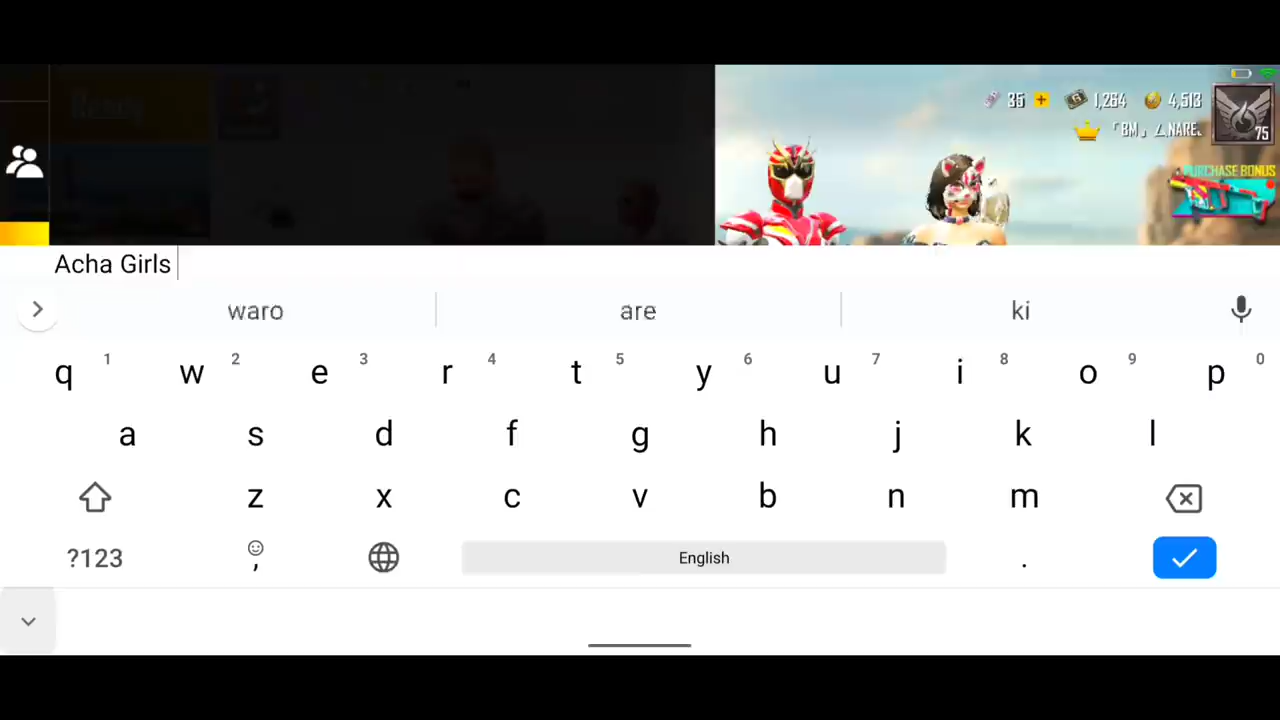 Ready
35 + 1,264 4,513
「BM」△NARE.
75
PURCHASE BONUS
Acha Girls
waro are ki
q 1 w 2 e 3 r 4 t 5 y 6 u 7 i 8 o 9 p 0
a s d f g h j k l
z x c v b n m
?123 , English .